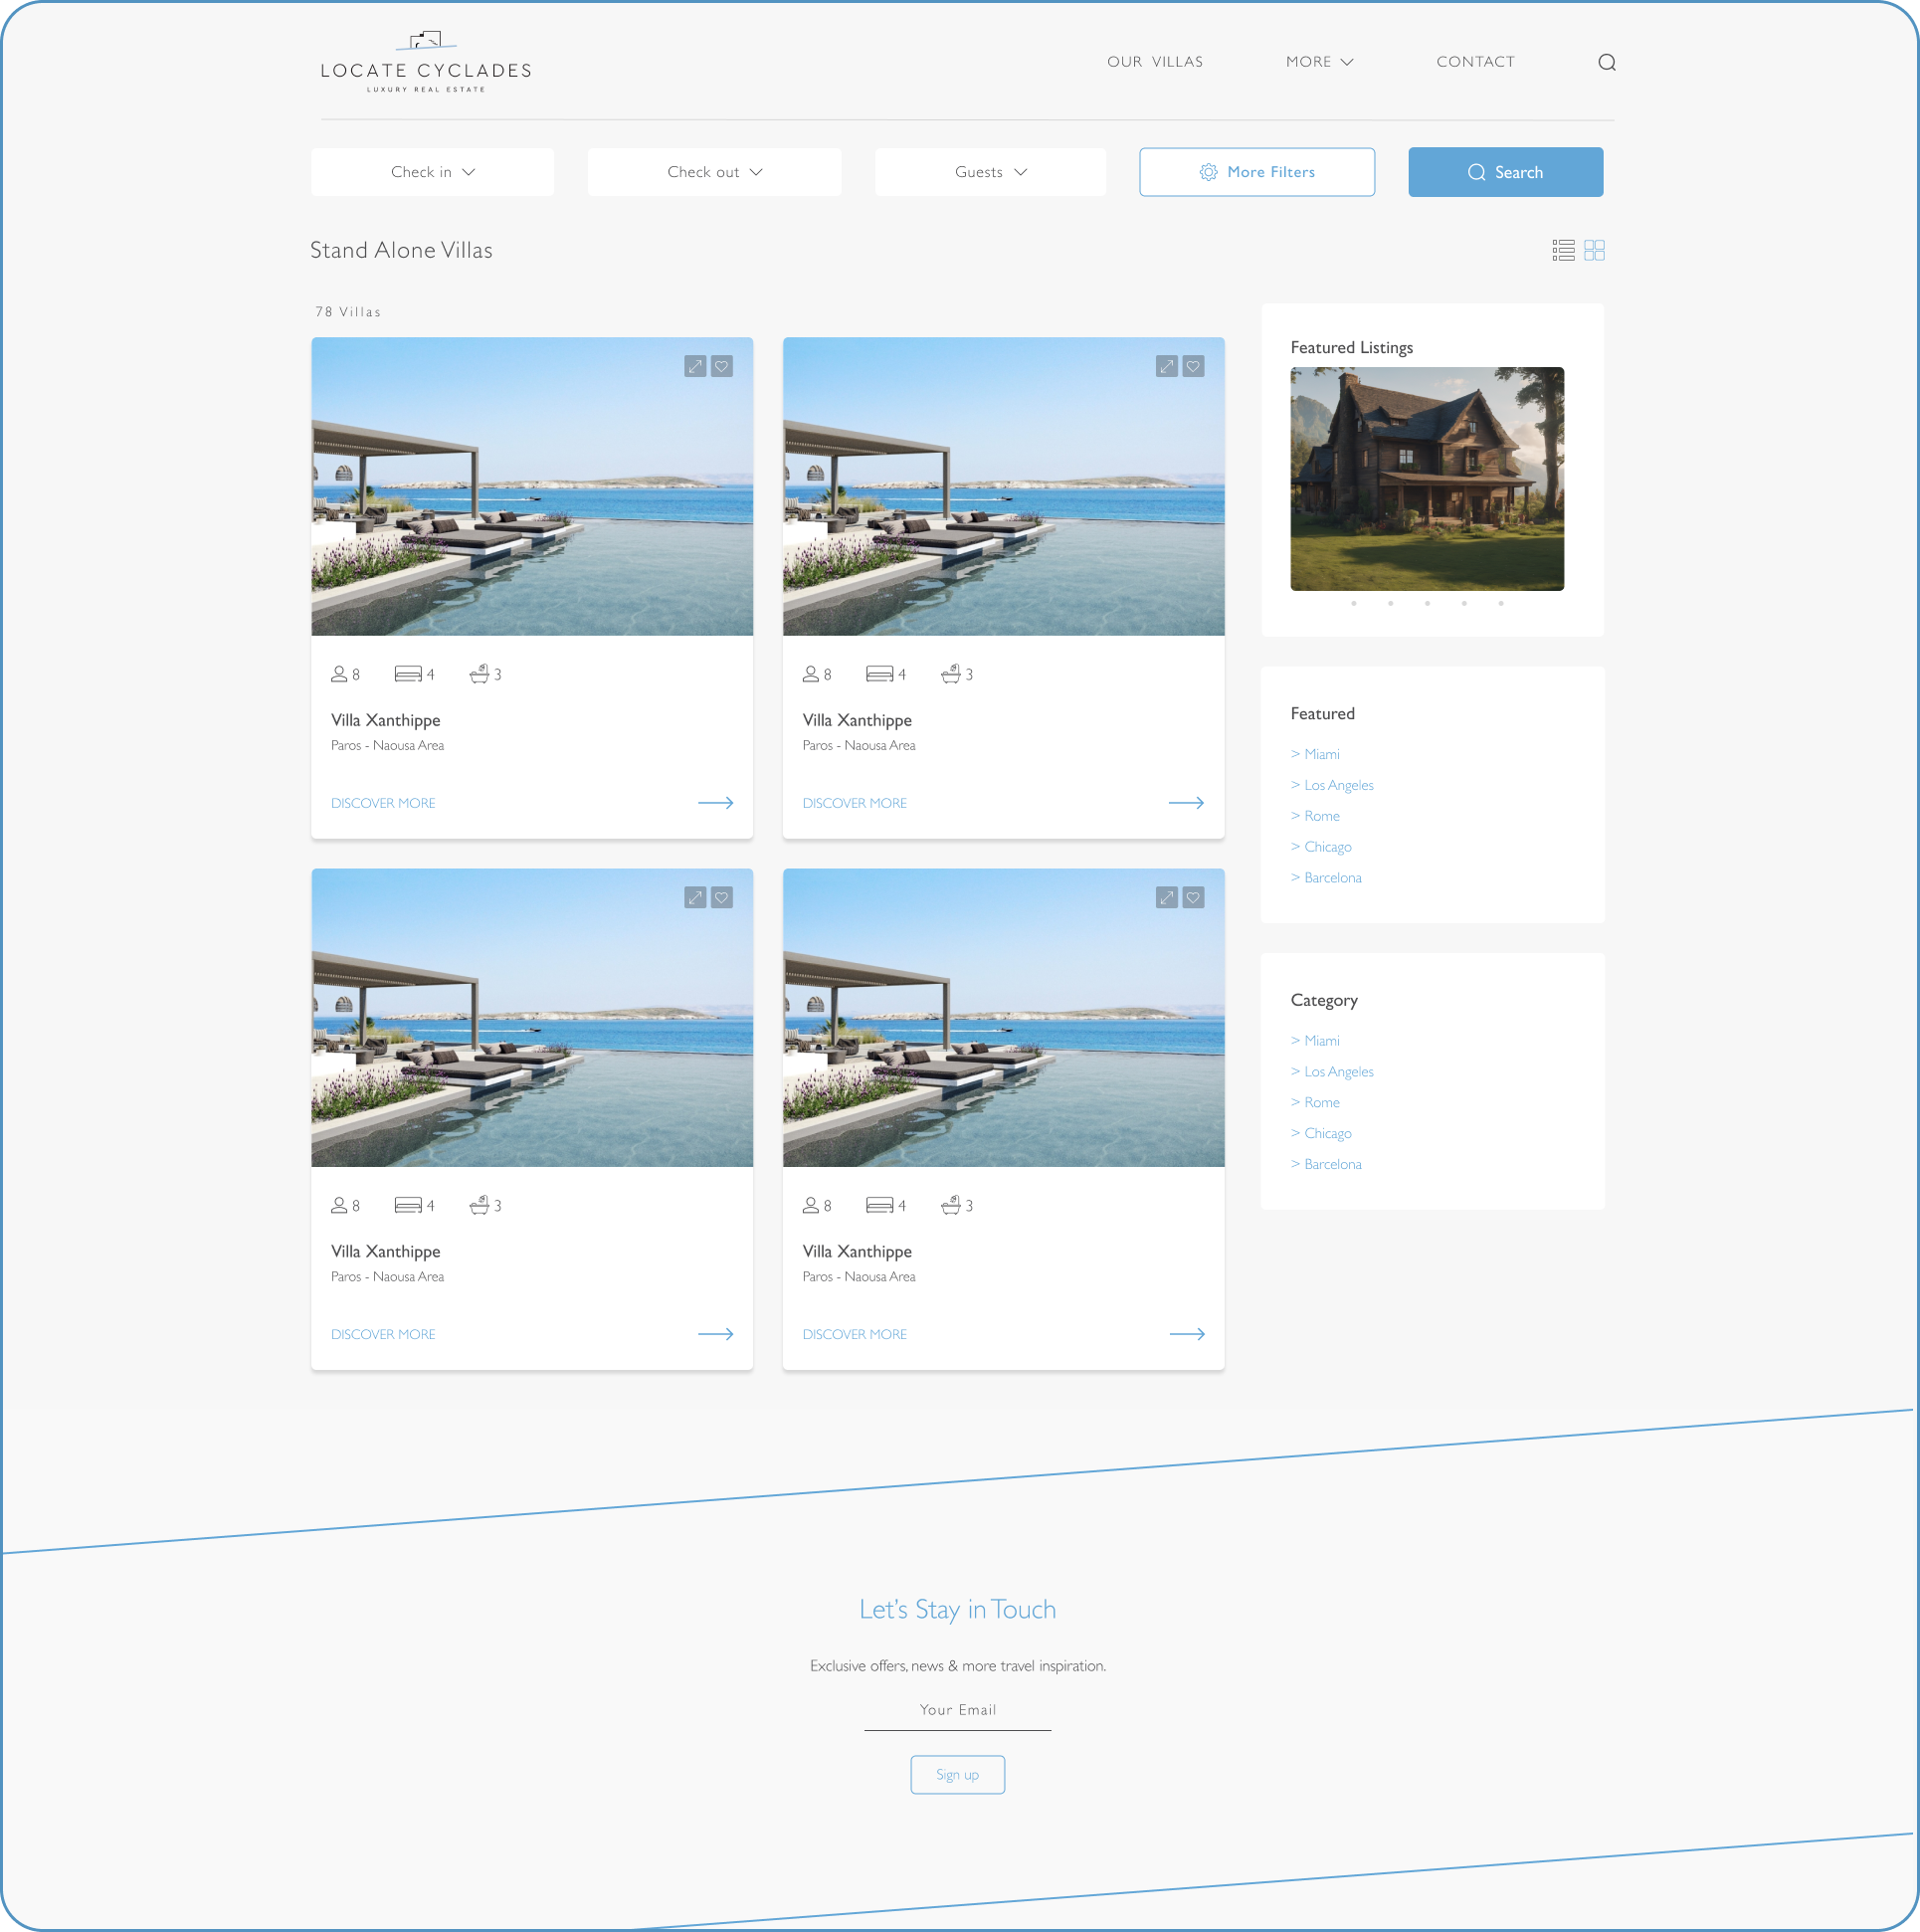 LOCATE CYCLADES
LUXURY REAL ESTATE
OUR VILLAS
MORE
CONTACT
Check in
Check out
Guests
More Filters
Search
Stand Alone Villas
78 Villas
8
4
3
Villa Xanthippe
Paros - Naousa Area
DISCOVER MORE
8
4
3
Villa Xanthippe
Paros - Naousa Area
DISCOVER MORE
Featured Listings
Featured
> Miami
> Los Angeles
> Rome
> Chicago
> Barcelona
8
4
3
Villa Xanthippe
Paros - Naousa Area
DISCOVER MORE
8
4
3
Villa Xanthippe
Paros - Naousa Area
DISCOVER MORE
Category
> Miami
> Los Angeles
> Rome
> Chicago
> Barcelona
Let's Stay in Touch
Exclusive offers, news & more travel inspiration.
Your Email
Sign up